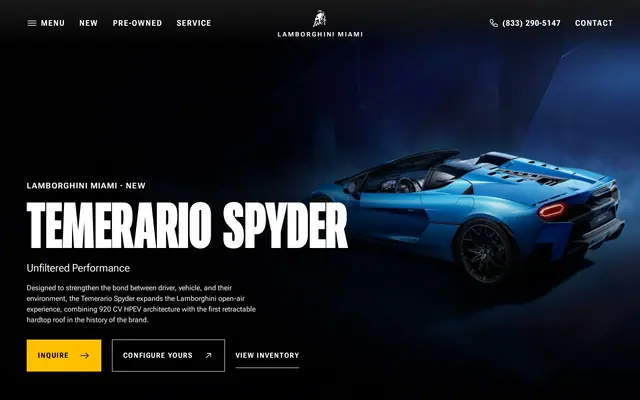 MENU NEW PRE-OWNED SERVICE
LAMBORGHINI MIAMI
(833) 290-5147 CONTACT
LAMBORGHINI MIAMI · NEW
TEMERARIO SPYDER
Unfiltered Performance
Designed to strengthen the bond between driver, vehicle, and their
environment, the Temerario Spyder expands the Lamborghini open-air
experience, combining 920 CV HPEV architecture with the first retractable
hardtop roof in the history of the brand.
INQUIRE → CONFIGURE YOURS ↗ VIEW INVENTORY